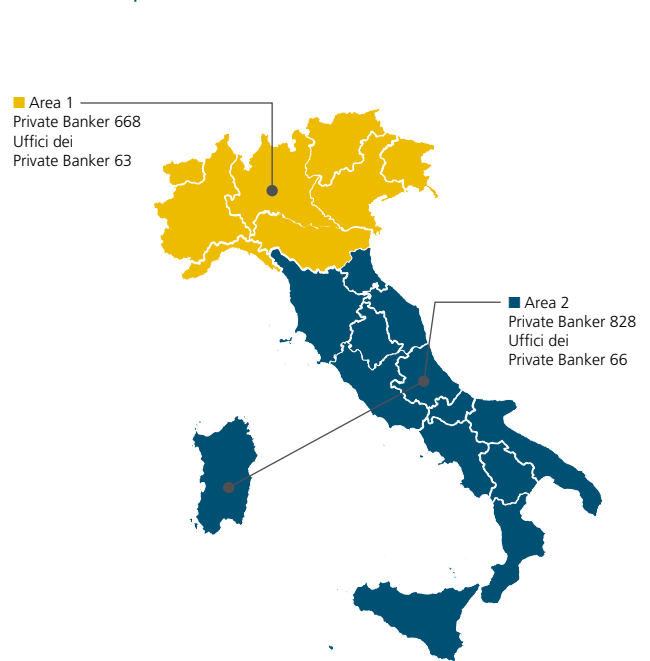 Area 1
Private Banker 668
Uffici dei
Private Banker 63
Area 2
Private Banker 828
Uffici dei
Private Banker 66